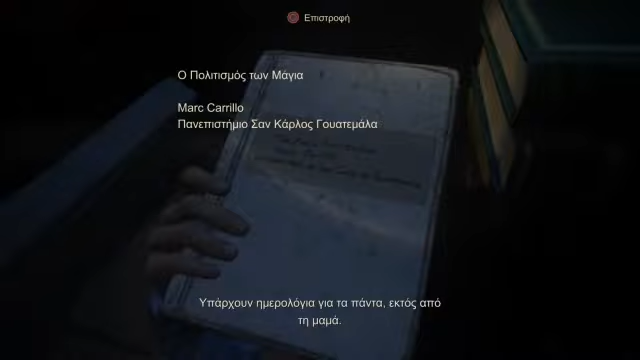 Επιστροφή
Ο Πολιτισμός των Μάγια
Marc Carrillo
Πανεπιστήμιο Σαν Κάρλος Γουατεμάλα
Υπάρχουν ημερολόγια για τα πάντα, εκτός από
τη μαμά.